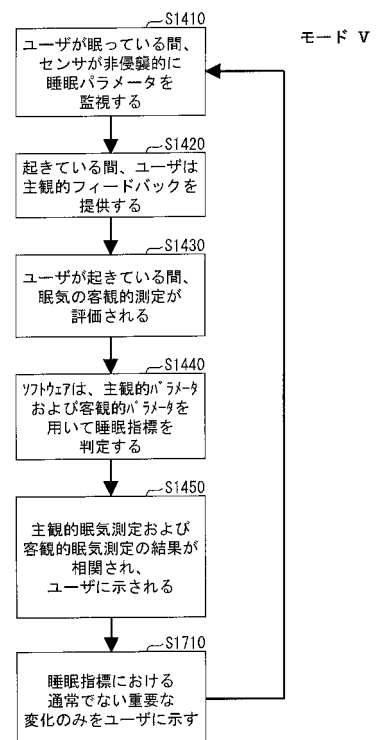 モード V
S1410
ユーザが眠っている間、
センサが非侵襲的に
睡眠パラメータを
監視する
S1420
起きている間、ユーザは
主観的フィードバックを
提供する
S1430
ユーザが起きている間、
眠気の客観的測定が
評価される
S1440
ソフトウェアは、主観的パラメータ
および客観的パラメータを
用いて睡眠指標を
判定する
S1450
主観的眠気測定および
客観的眠気測定の結果が
相関され、
ユーザに示される
S1710
睡眠指標における
通常でない重要な
変化のみをユーザに示す